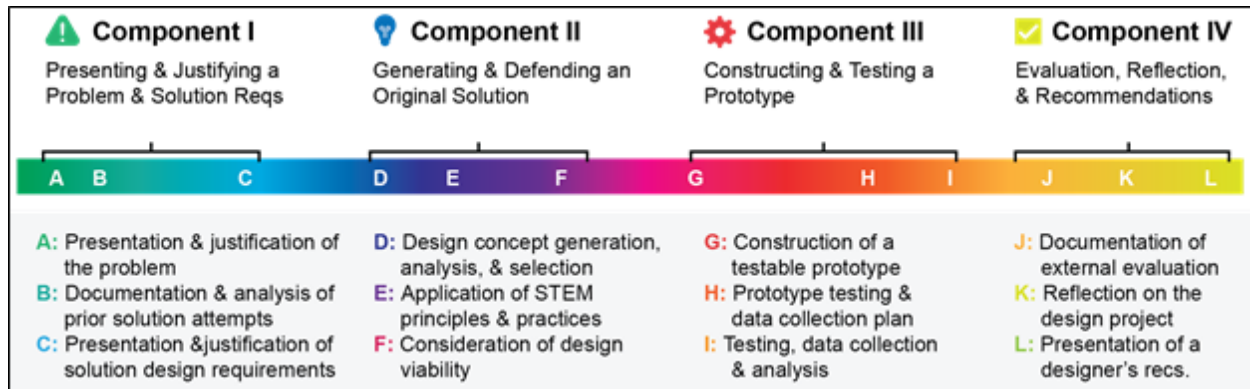 Component I
Presenting & Justifying a
Problem & Solution Reqs
Component II
Generating & Defending an
Original Solution
Component III
Constructing & Testing a
Prototype
Component IV
Evaluation, Reflection,
& Recommendations
A B C D E F G H I J K L
A: Presentation & justification of
the problem
B: Documentation & analysis of
prior solution attempts
C: Presentation &justification of
solution design requirements
D: Design concept generation,
analysis, & selection
E: Application of STEM
principles & practices
F: Consideration of design
viability
G: Construction of a
testable prototype
H: Prototype testing &
data collection plan
I: Testing, data collection
& analysis
J: Documentation of
external evaluation
K: Reflection on the
design project
L: Presentation of a
designer's recs.